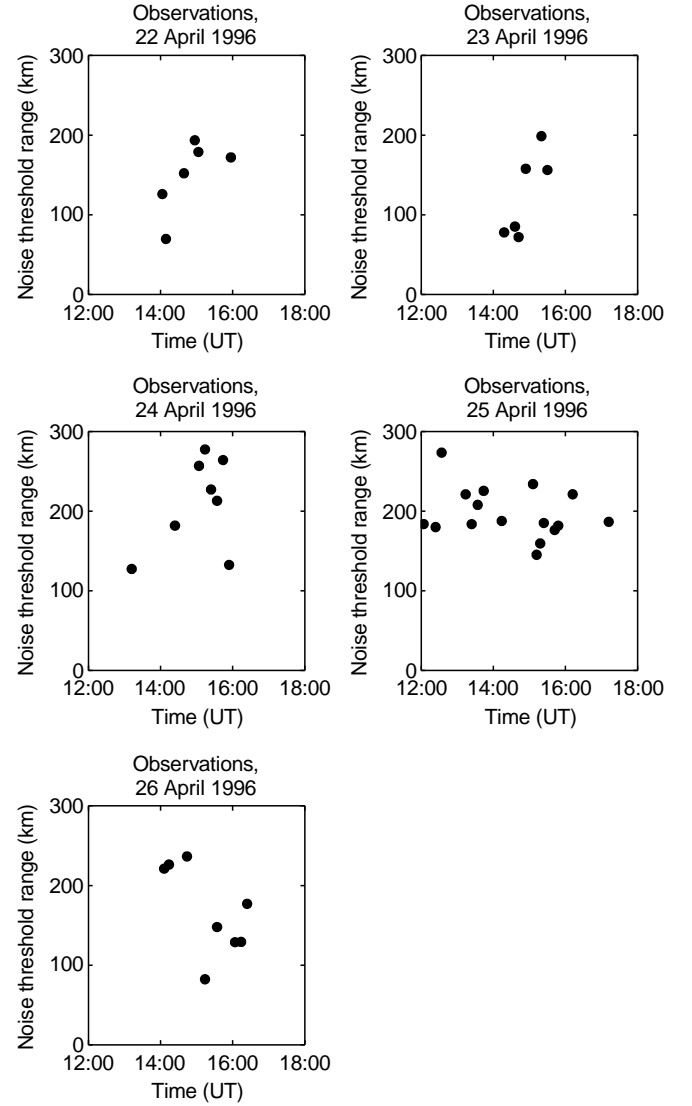 Observations,
22 April 1996
Noise threshold range (km)
300
200
100
0
12:00 14:00 16:00 18:00
Time (UT)
Observations,
23 April 1996
Noise threshold range (km)
300
200
100
0
12:00 14:00 16:00 18:00
Time (UT)
Observations,
24 April 1996
Noise threshold range (km)
300
200
100
0
12:00 14:00 16:00 18:00
Time (UT)
Observations,
25 April 1996
Noise threshold range (km)
300
200
100
0
12:00 14:00 16:00 18:00
Time (UT)
Observations,
26 April 1996
Noise threshold range (km)
300
200
100
0
12:00 14:00 16:00 18:00
Time (UT)